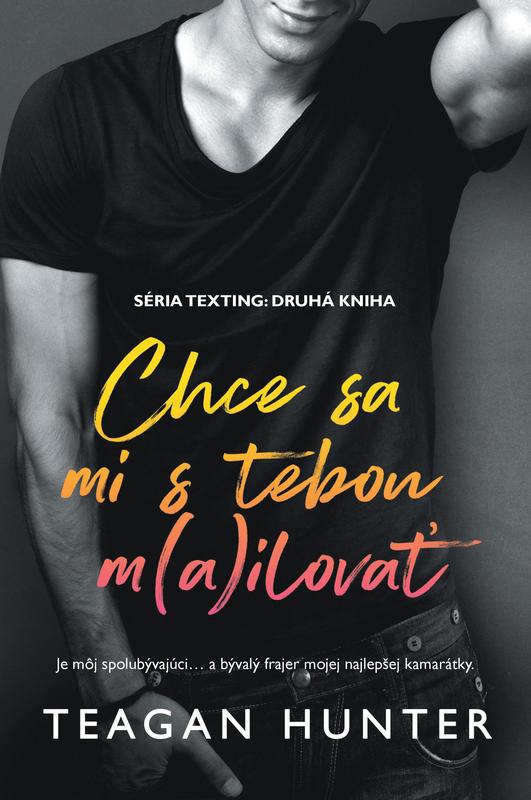 SÉRIA TEXTING: DRUHÁ KNIHA
Chce sa
mi s tebou
m(a)ilovať
Je môj spolubývajúci... a bývalý frajer mojej najlepšej kamarátky.
TEAGAN HUNTER